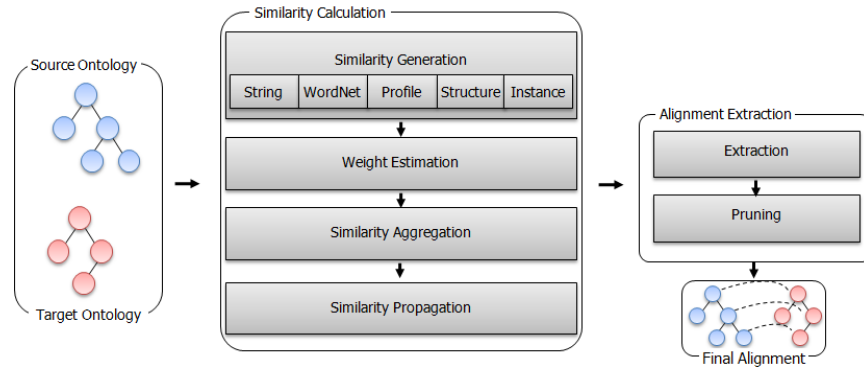 Source Ontology
Target Ontology
Similarity Calculation
Similarity Generation
String WordNet Profile Structure Instance
Weight Estimation
Similarity Aggregation
Similarity Propagation
Alignment Extraction
Extraction
Pruning
Final Alignment